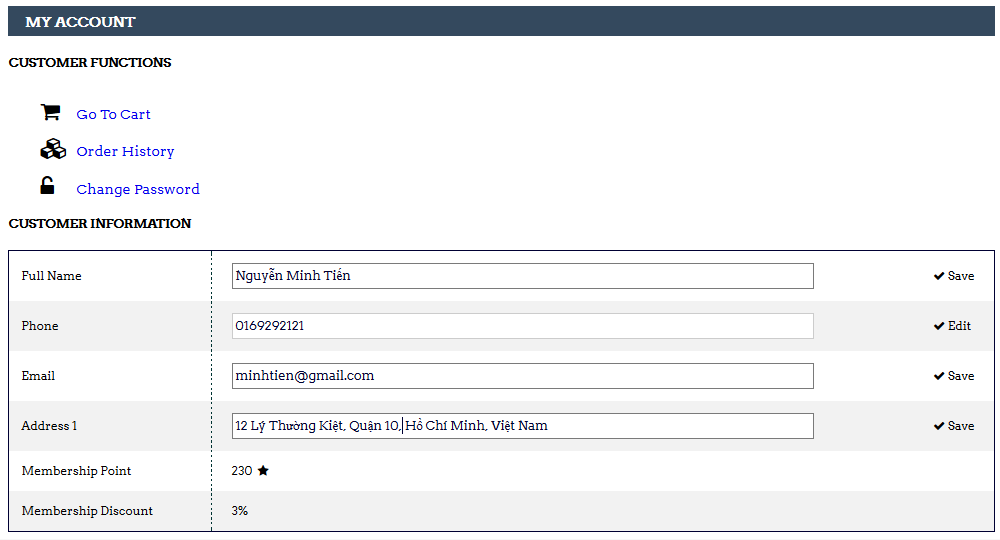 MY ACCOUNT
CUSTOMER FUNCTIONS
Go To Cart
Order History
Change Password
CUSTOMER INFORMATION
Full Name Nguyễn Minh Tiến Save
Phone 0169292121 Edit
Email minhtien@gmail.com Save
Address 1 12 Lý Thường Kiệt, Quận 10, Hồ Chí Minh, Việt Nam Save
Membership Point 230
Membership Discount 3%